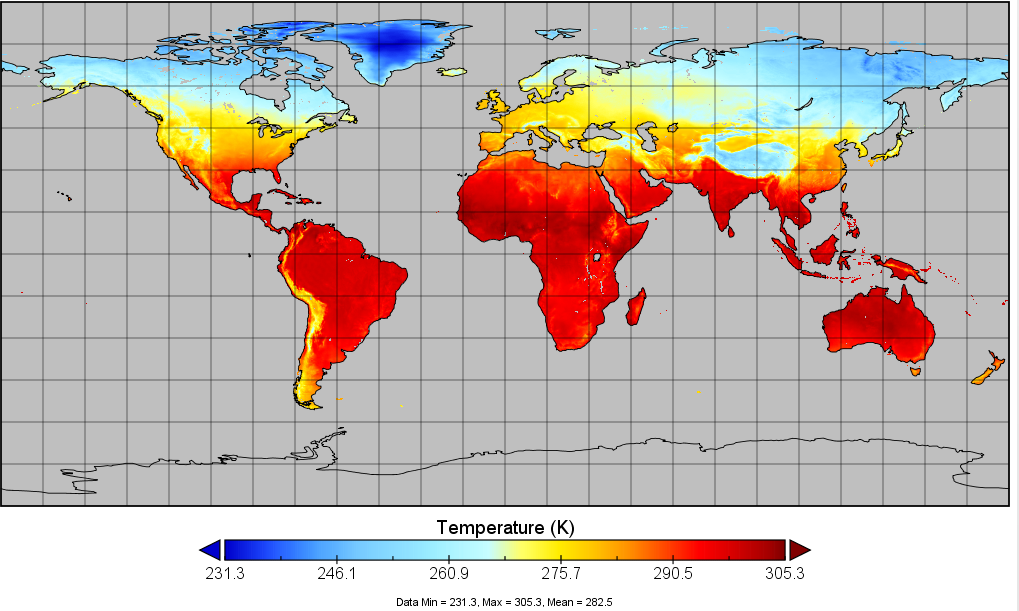 Temperature (K)
231.3 246.1 260.9 275.7 290.5 305.3
Data Min = 231.3, Max = 305.3, Mean = 282.5